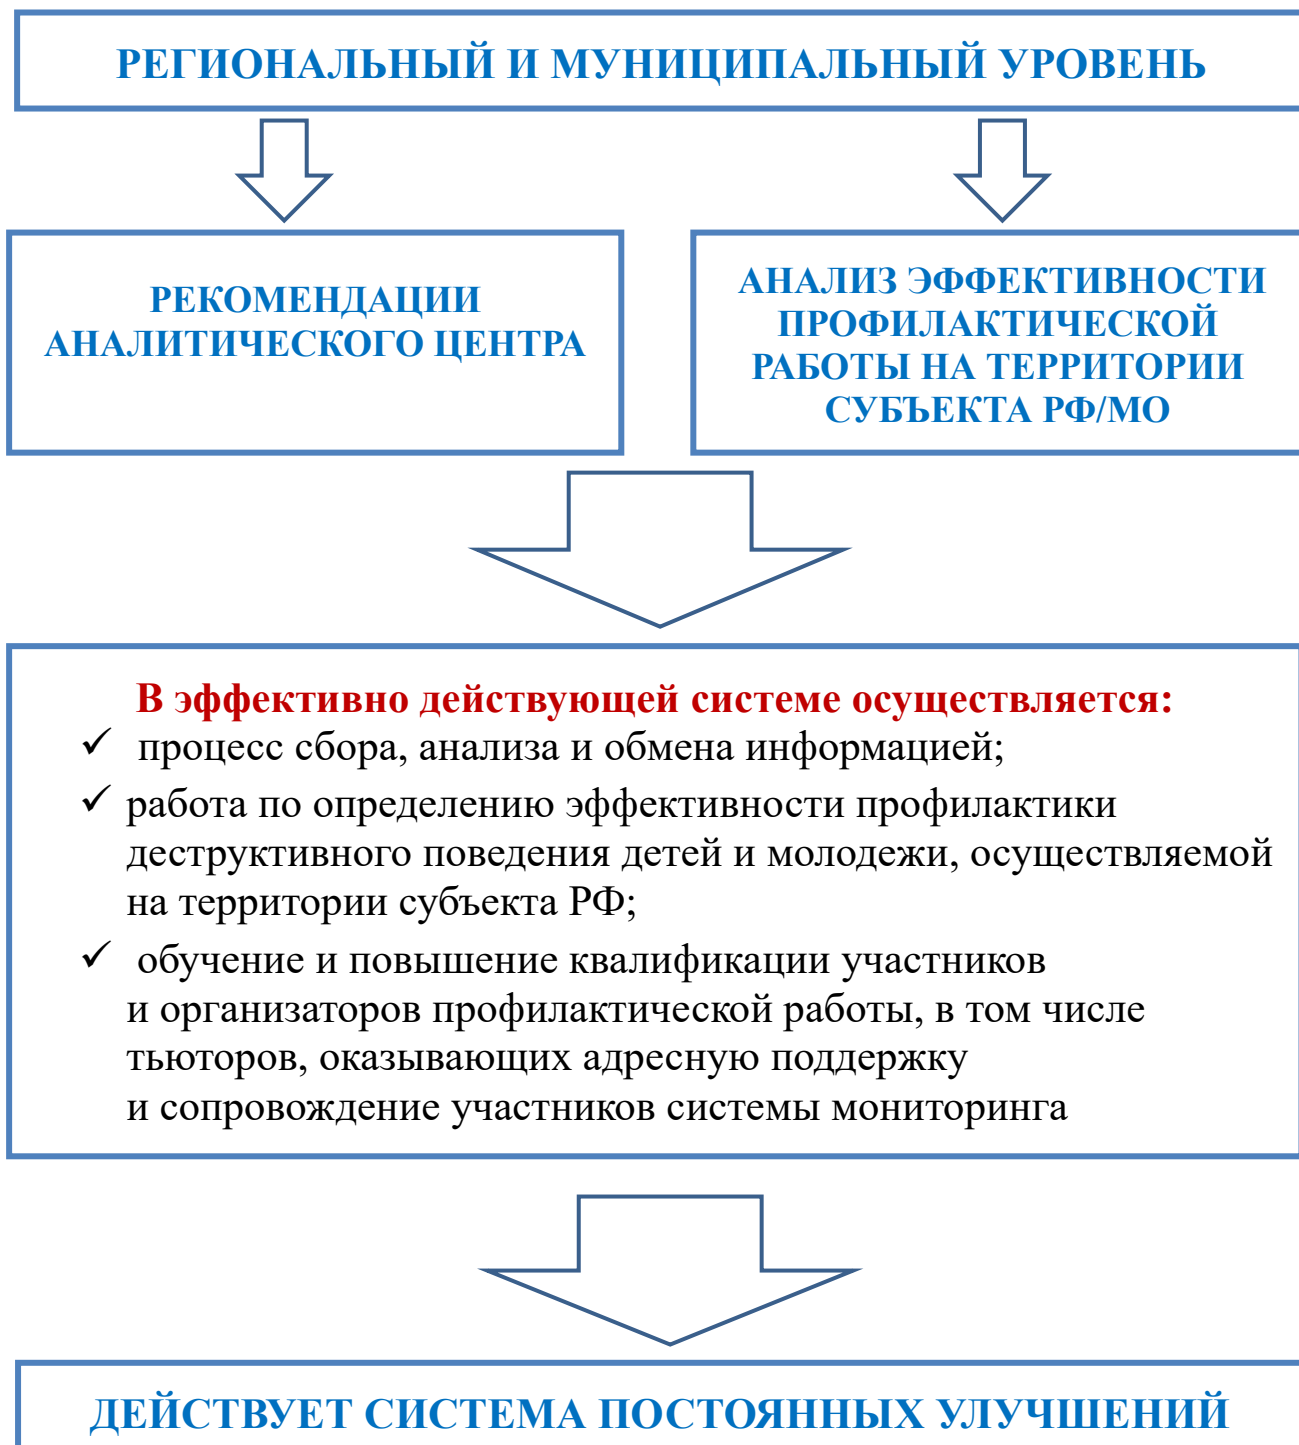 РЕГИОНАЛЬНЫЙ И МУНИЦИПАЛЬНЫЙ УРОВЕНЬ
РЕКОМЕНДАЦИИ
АНАЛИТИЧЕСКОГО ЦЕНТРА
АНАЛИЗ ЭФФЕКТИВНОСТИ
ПРОФИЛАКТИЧЕСКОЙ
РАБОТЫ НА ТЕРРИТОРИИ
СУБЪЕКТА РФ/МО
В эффективно действующей системе осуществляется:
✓ процесс сбора, анализа и обмена информацией;
✓ работа по определению эффективности профилактики
деструктивного поведения детей и молодежи, осуществляемой
на территории субъекта РФ;
✓ обучение и повышение квалификации участников
и организаторов профилактической работы, в том числе
тьюторов, оказывающих адресную поддержку
и сопровождение участников системы мониторинга
ДЕЙСТВУЕТ СИСТЕМА ПОСТОЯННЫХ УЛУЧШЕНИЙ